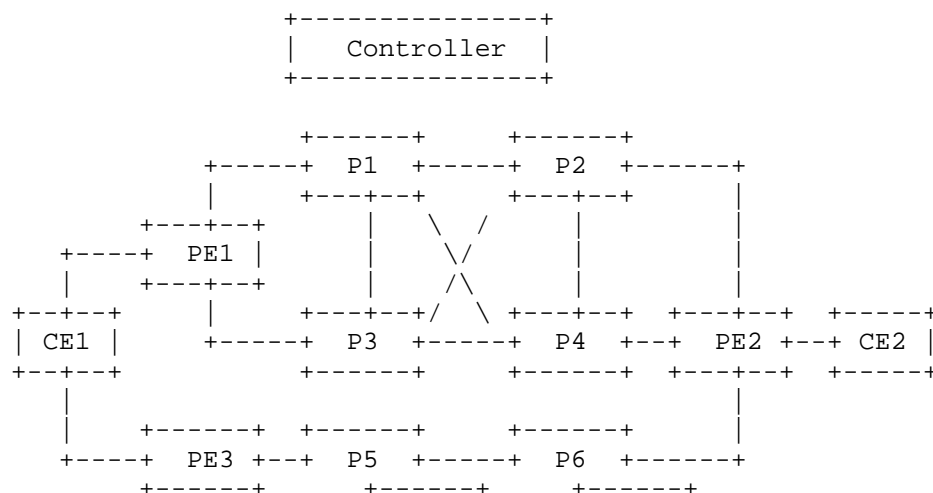 Controller
P1 P2
PE1
CE1 P3 P4 PE2 CE2
PE3 P5 P6